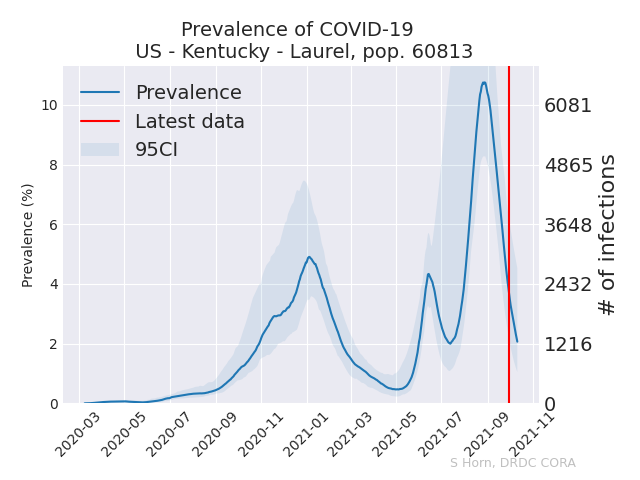 Prevalence of COVID-19
US - Kentucky - Laurel, pop. 60813
Prevalence
Latest data
95CI
Prevalence (%)
10
8
6
4
2
0
6081
4865
3648
2432
1216
0
# of infections
2020-03
2020-05
2020-07
2020-09
2020-11
2021-01
2021-03
2021-05
2021-07
2021-09
2021-11
S Horn, DRDC CORA